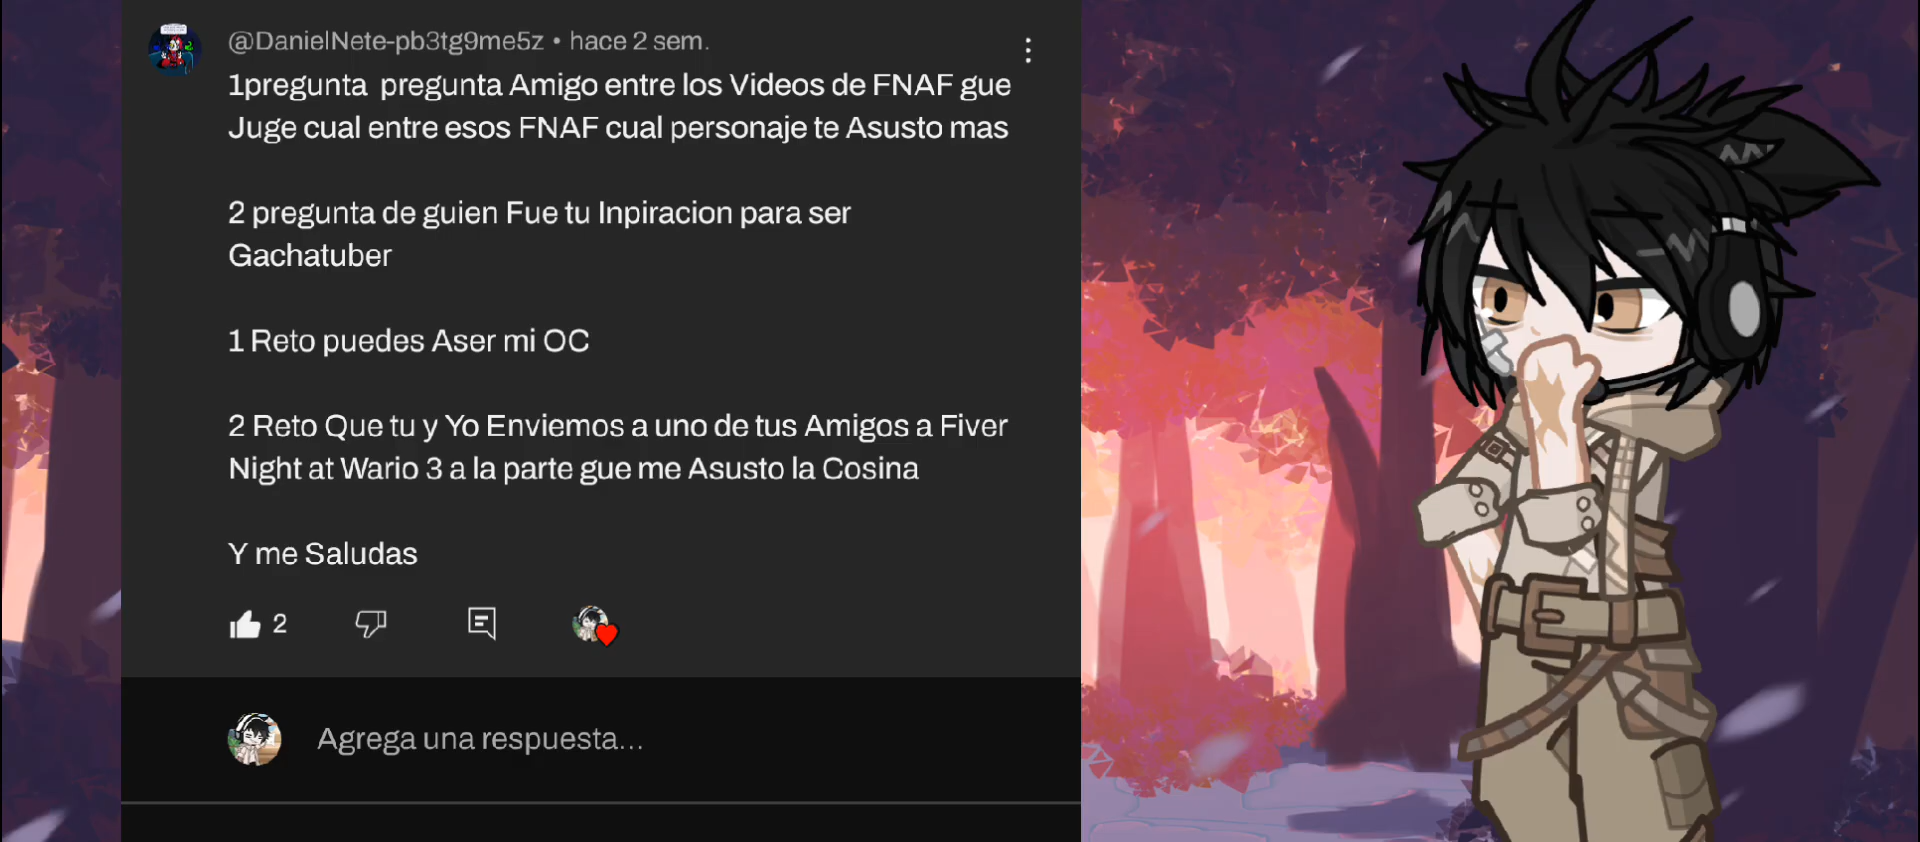 @DanielNete-pb3tg9me5z • hace 2 sem.
1pregunta pregunta Amigo entre los Videos de FNAF gue
Juge cual entre esos FNAF cual personaje te Asusto mas
2 pregunta de guien Fue tu Inpiracion para ser
Gachatuber
1 Reto puedes Aser mi OC
2 Reto Que tu y Yo Enviemos a uno de tus Amigos a Fiver
Night at Wario 3 a la parte gue me Asusto la Cosina
Y me Saludas
2
Agrega una respuesta...